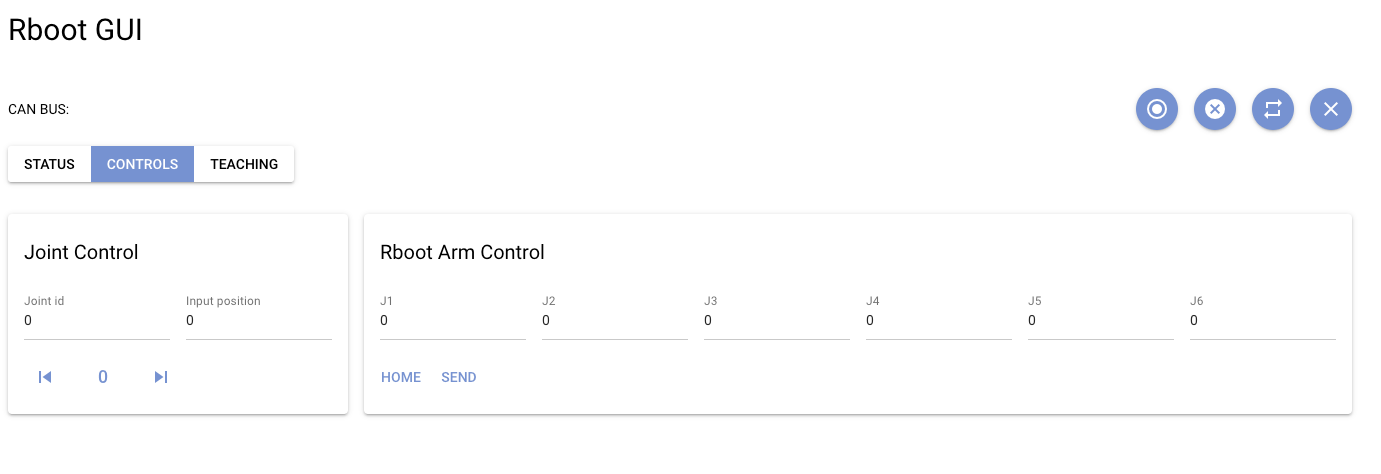 Rboot GUI
CAN BUS:
STATUS CONTROLS TEACHING
Joint Control
Joint id Input position
0 0
0
Rboot Arm Control
J1 J2 J3 J4 J5 J6
0 0 0 0 0 0
HOME SEND